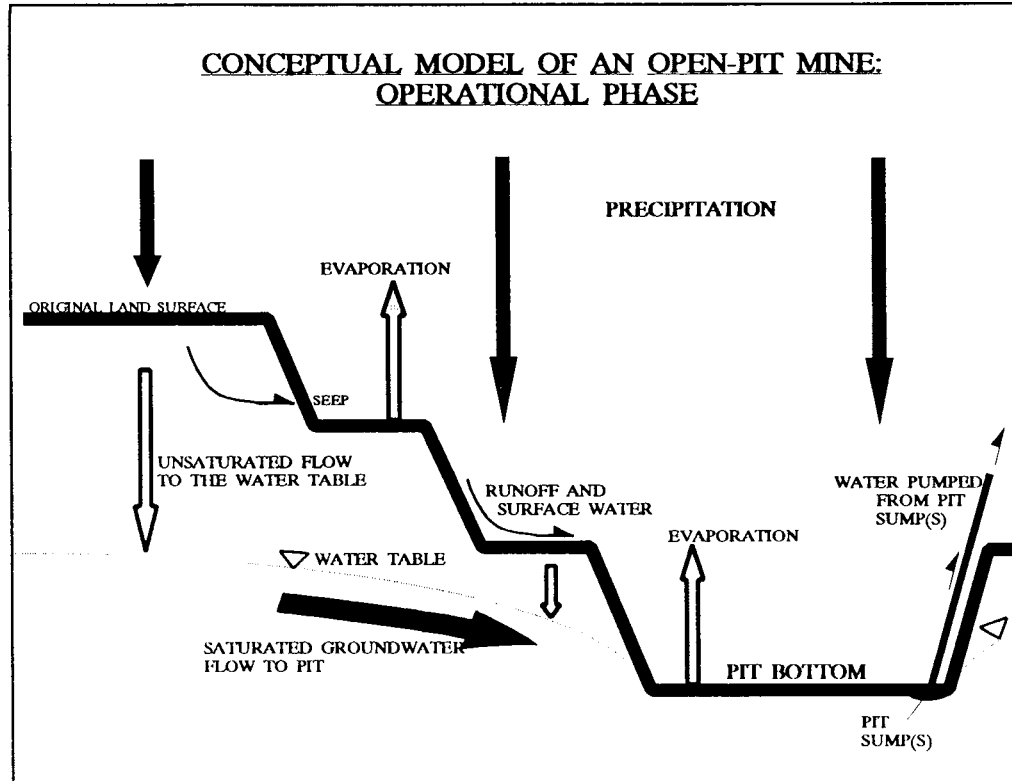 CONCEPTUAL MODEL OF AN OPEN-PIT MINE:
OPERATIONAL PHASE
PRECIPITATION
EVAPORATION
ORIGINAL LAND SURFACE
SEEP
UNSATURATED FLOW
TO THE WATER TABLE
RUNOFF AND
SURFACE WATER
WATER PUMPED
FROM PIT
SUMP(S)
EVAPORATION
WATER TABLE
SATURATED GROUNDWATER
FLOW TO PIT
PIT BOTTOM
PIT
SUMP(S)